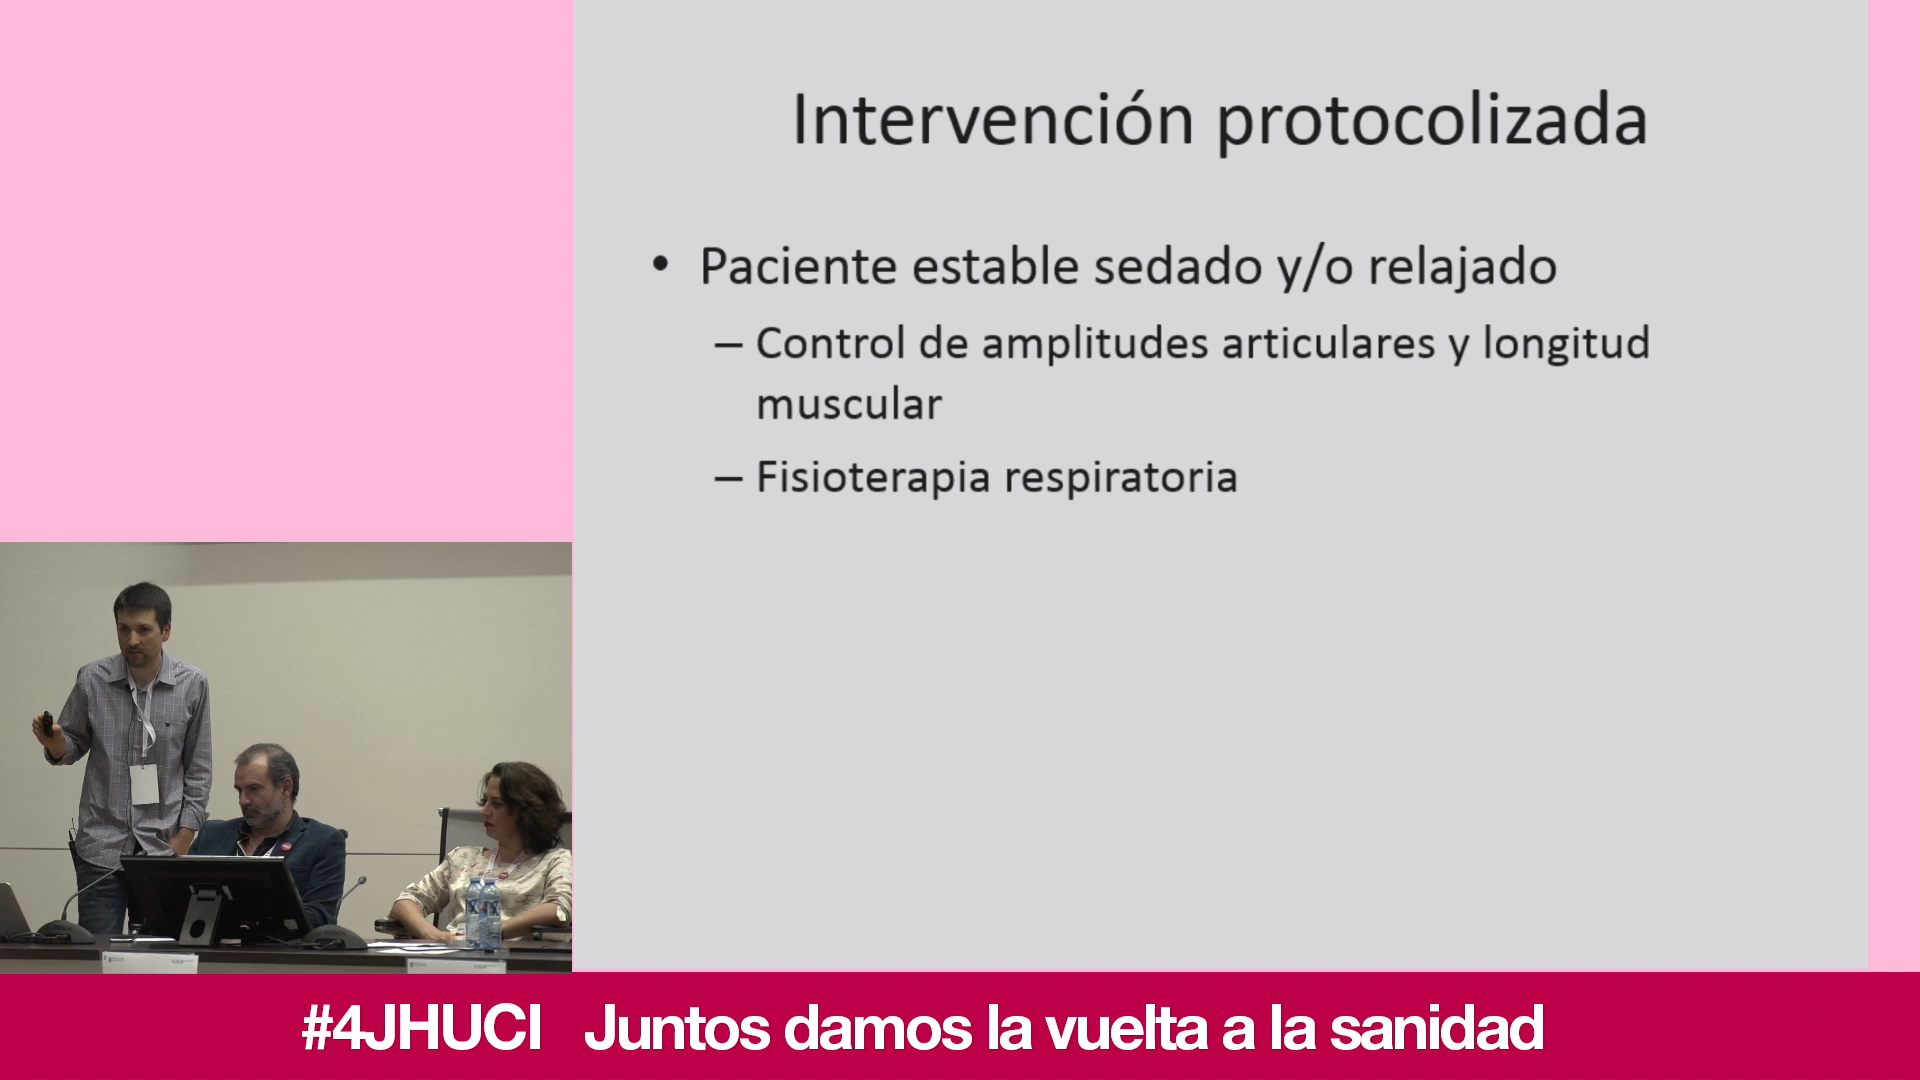 Intervención protocolizada
• Paciente estable sedado y/o relajado
– Control de amplitudes articulares y longitud
muscular
– Fisioterapia respiratoria
#4JHUCI Juntos damos la vuelta a la sanidad